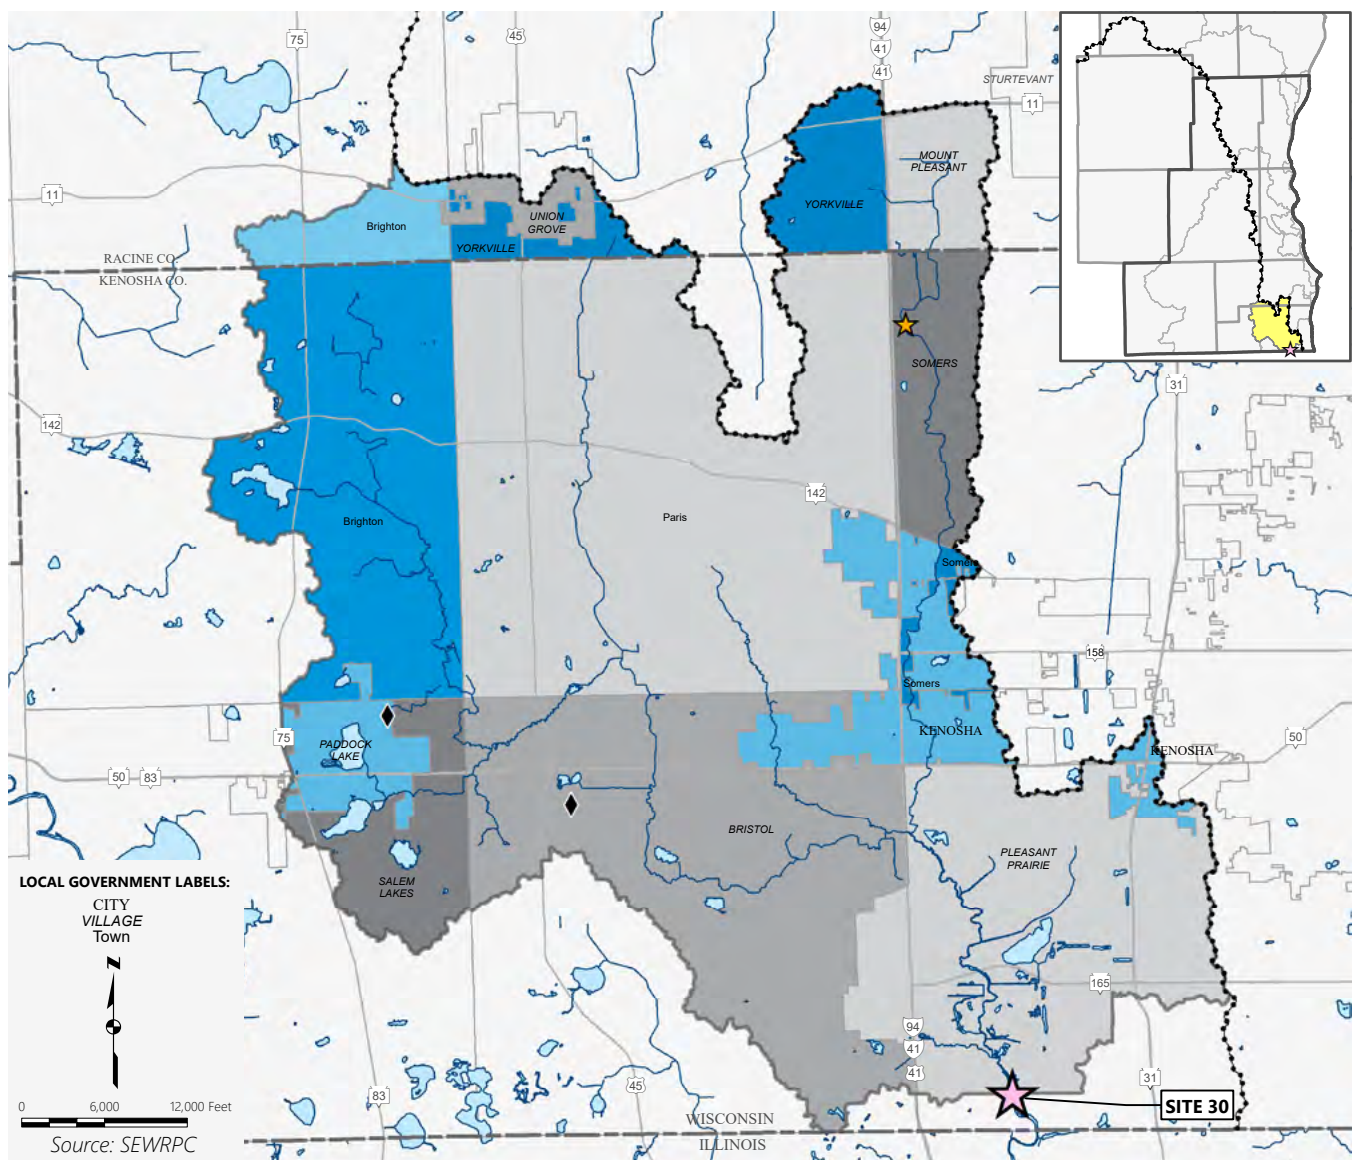 75
45
94
41
41
STURTEVANT
11
MOUNT
PLEASANT
11
YORKVILLE
UNION
GROVE
Brighton
YORKVILLE
RACINE CO.
KENOSHA CO.
SOMERS
31
142
142
Paris
Brighton
Somers
158
Somers
KENOSHA
KENOSHA
50
75
PADDOCK
LAKE
50
83
BRISTOL
PLEASANT
PRAIRIE
SALEM
LAKES
LOCAL GOVERNMENT LABELS:
CITY
VILLAGE
Town
N
165
94
41
41
31
45
83
SITE 30
0 6,000 12,000 Feet
Source: SEWRPC
WISCONSIN
ILLINOIS